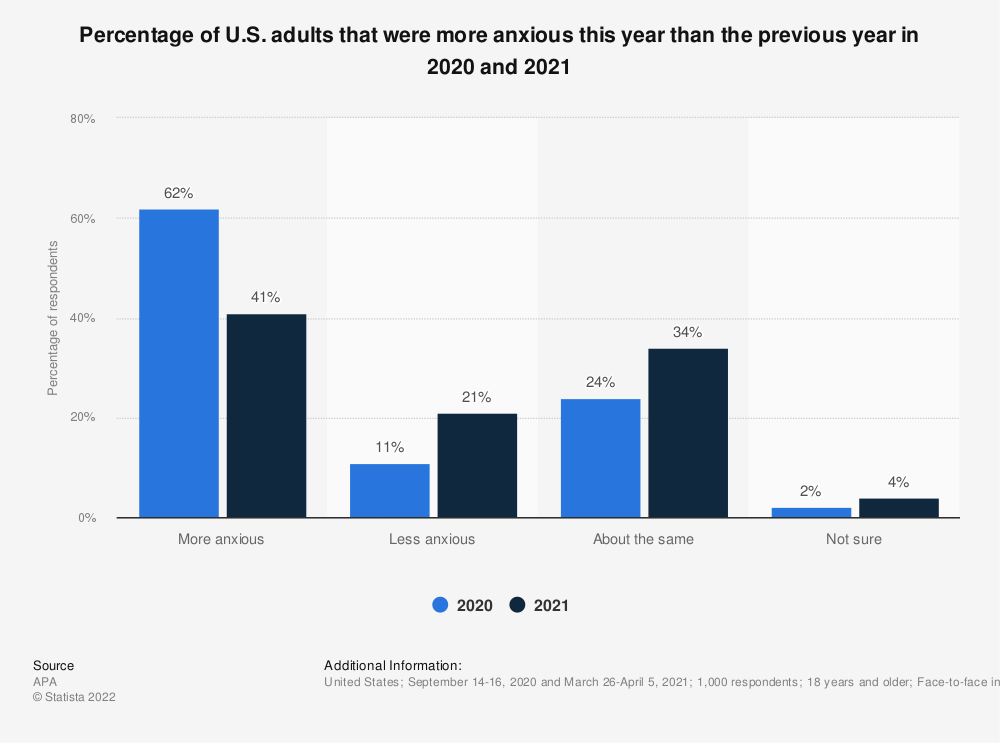 Percentage of U.S. adults that were more anxious this year than the previous year in
2020 and 2021
Percentage of respondents
80%
60%
40%
20%
0%
62%
41%
11%
21%
24%
34%
2%
4%
More anxious
Less anxious
About the same
Not sure
2020
2021
Source
APA
© Statista 2022
Additional Information:
United States; September 14-16, 2020 and March 26-April 5, 2021; 1,000 respondents; 18 years and older; Face-to-face in